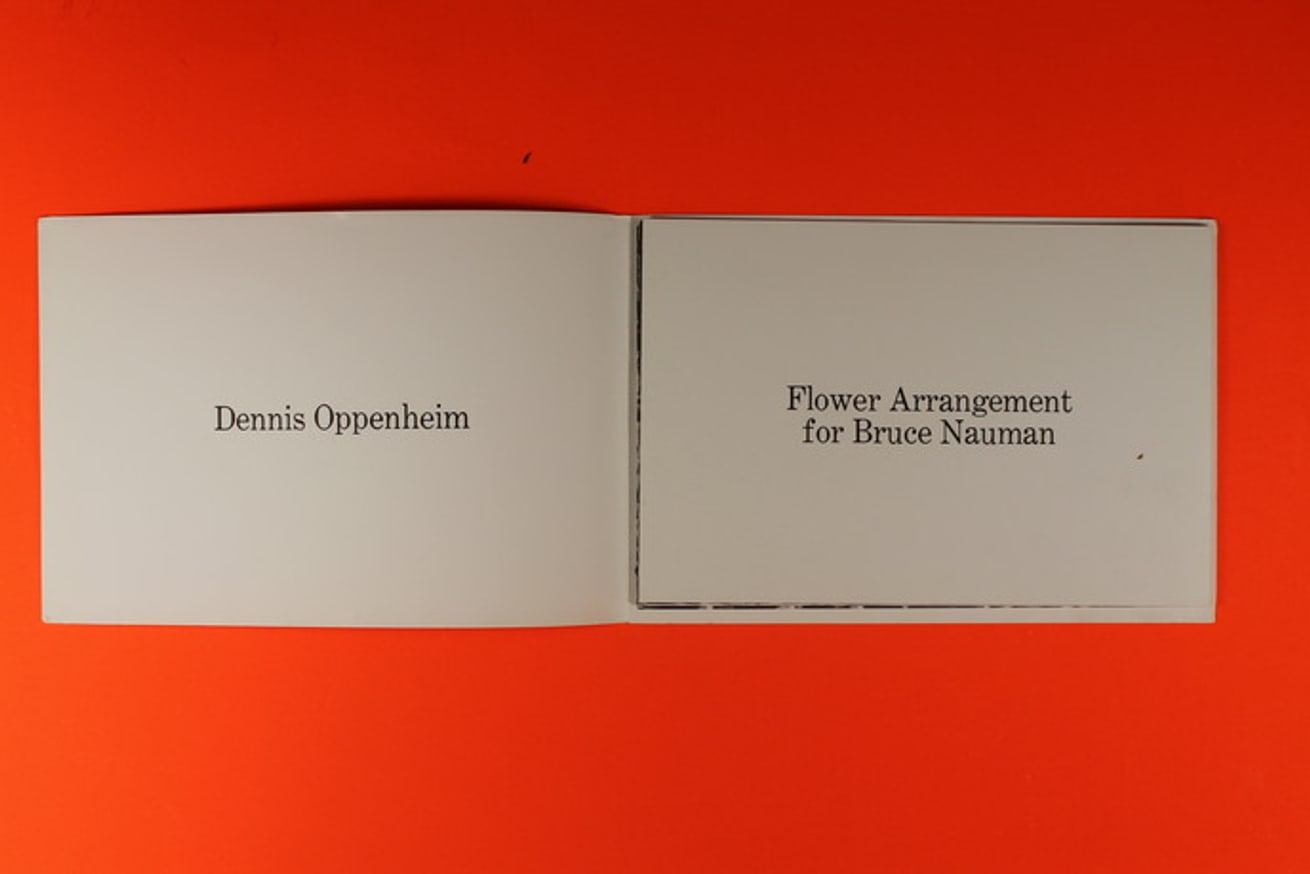 Dennis Oppenheim
Flower Arrangement
for Bruce Nauman